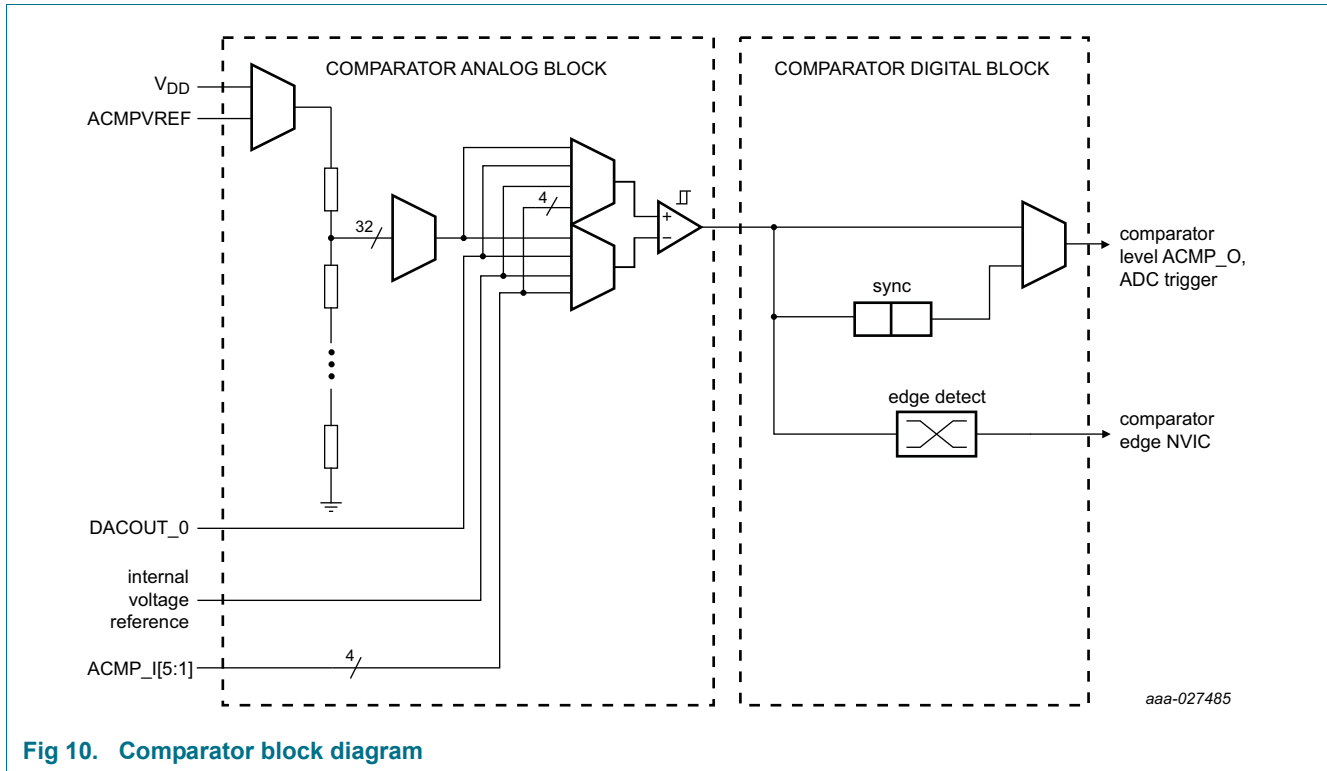 COMPARATOR ANALOG BLOCK
COMPARATOR DIGITAL BLOCK
VDD
ACMPVREF
32
4
+
−
sync
comparator
level ACMP_O,
ADC trigger
edge detect
comparator
edge NVIC
DACOUT_0
internal
voltage
reference
ACMP_I[5:1]
4
aaa-027485
Fig 10. Comparator block diagram